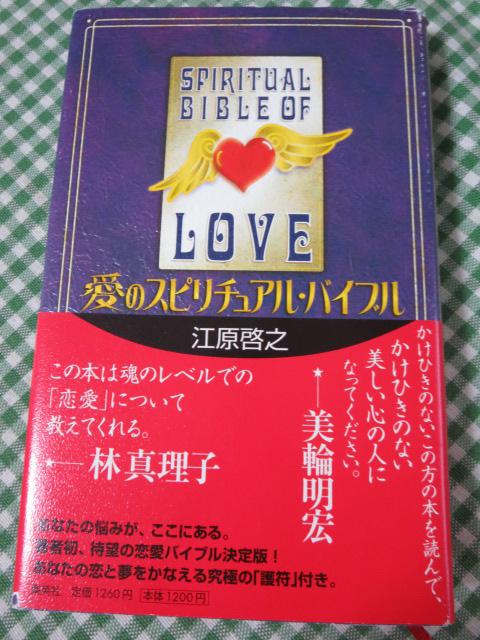 SPIRITUAL
BIBLE OF
LOVE
愛のスピリチュアル・バイブル
江原啓之
かけひきのない、この方の本を読んで、
かけひきのない
美しい心の人に
なってください。
★──美輪明宏
この本は魂のレベルでの
「恋愛」について
教えてくれる。
★──林真理子
あなたの悩みが、ここにある。
著者初、待望の恋愛バイブル決定版!
あなたの恋と夢をかなえる究極の「護符」付き。
集英社 定価1260円 本体1200円